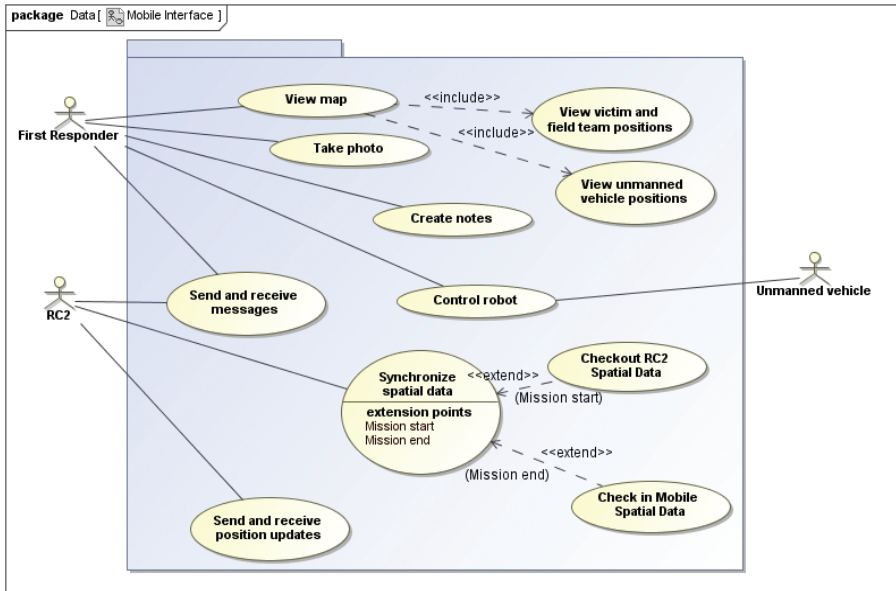 package Data [ Mobile Interface ]
View map
<<include>>
View victim and
field team positions
First Responder
<<include>>
Take photo
View unmanned
vehicle positions
Create notes
RC2
Send and receive
messages
Control robot
Unmanned vehicle
Synchronize
spatial data
extension points
Mission start
Mission end
<<extend>>
(Mission start)
Checkout RC2
Spatial Data
<<extend>>
(Mission end)
Check in Mobile
Spatial Data
Send and receive
position updates